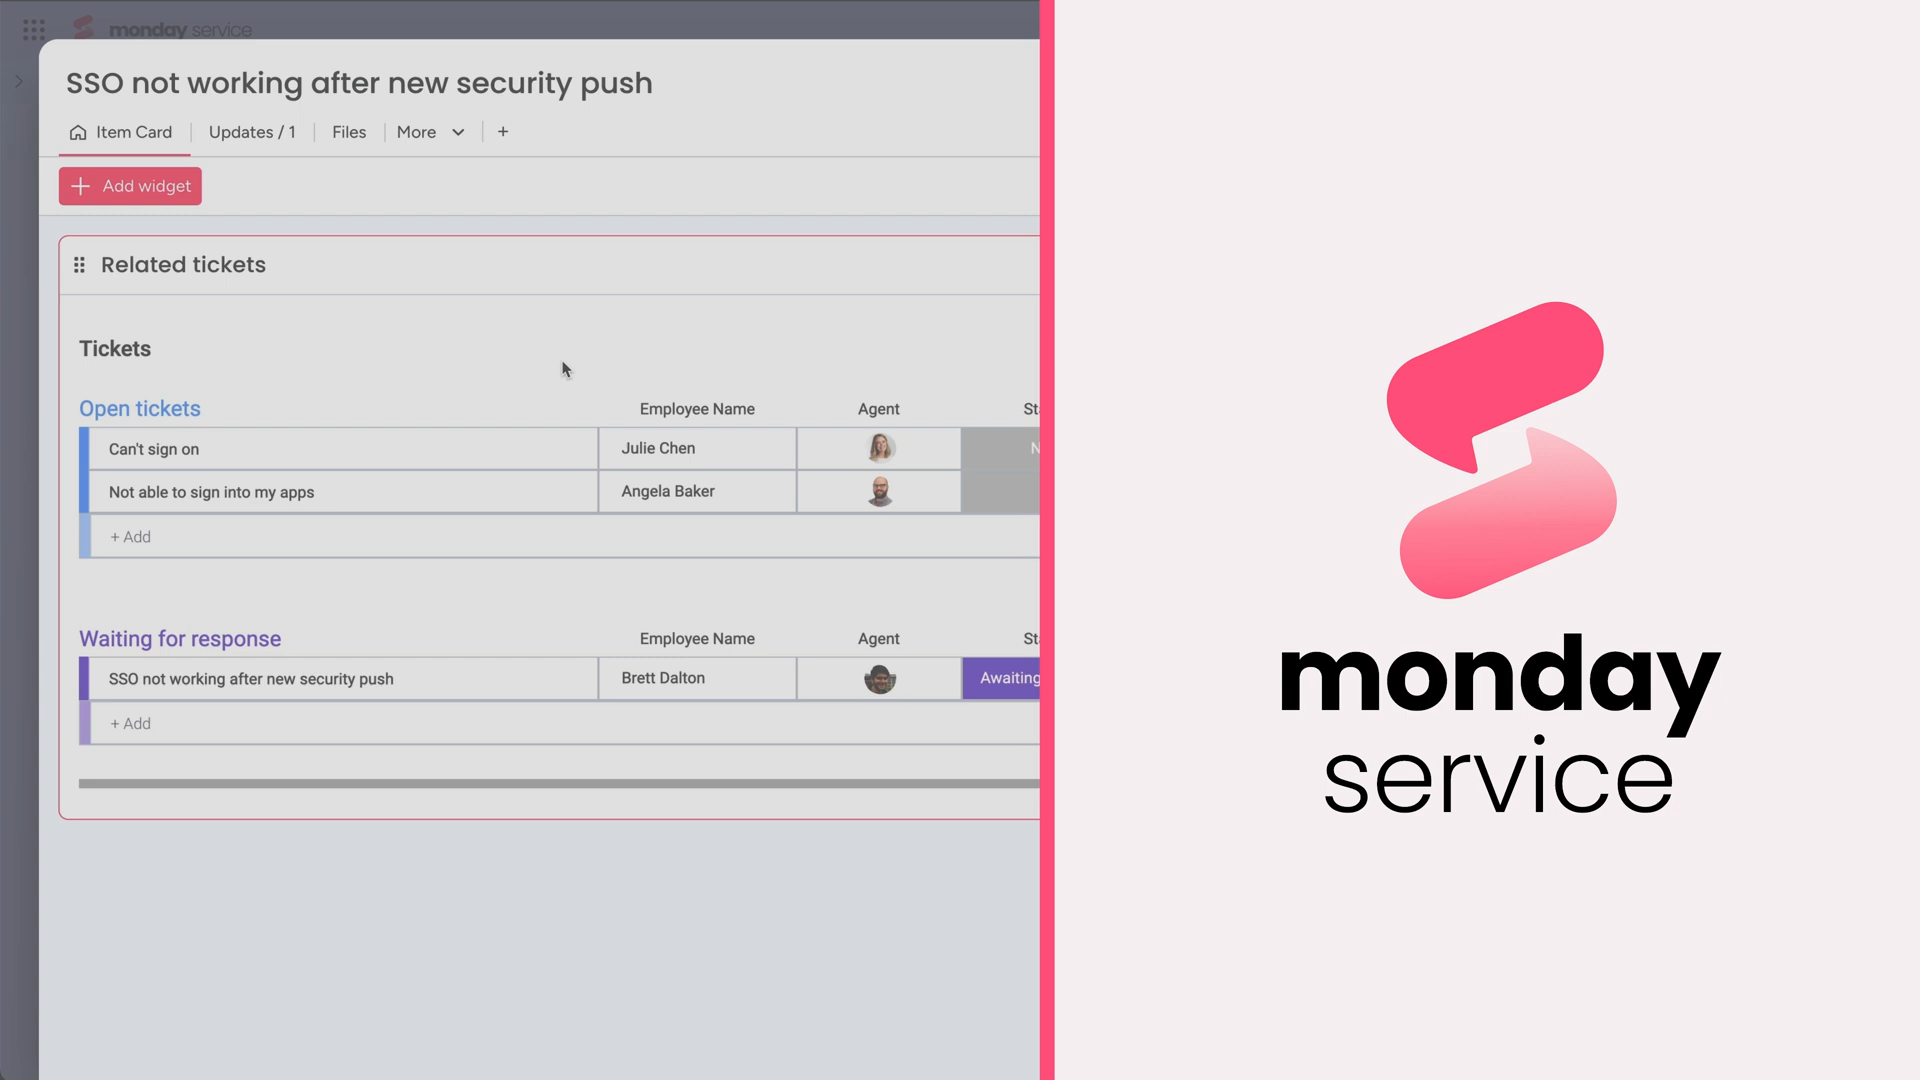 monday service
SSO not working after new security push
Item Card
Updates / 1
Files
More
+
+ Add widget
Related tickets
Tickets
Open tickets Employee Name Agent
Can't sign on Julie Chen
Not able to sign into my apps Angela Baker
+ Add
Waiting for response Employee Name Agent
SSO not working after new security push Brett Dalton Awaiting
+ Add
monday
service